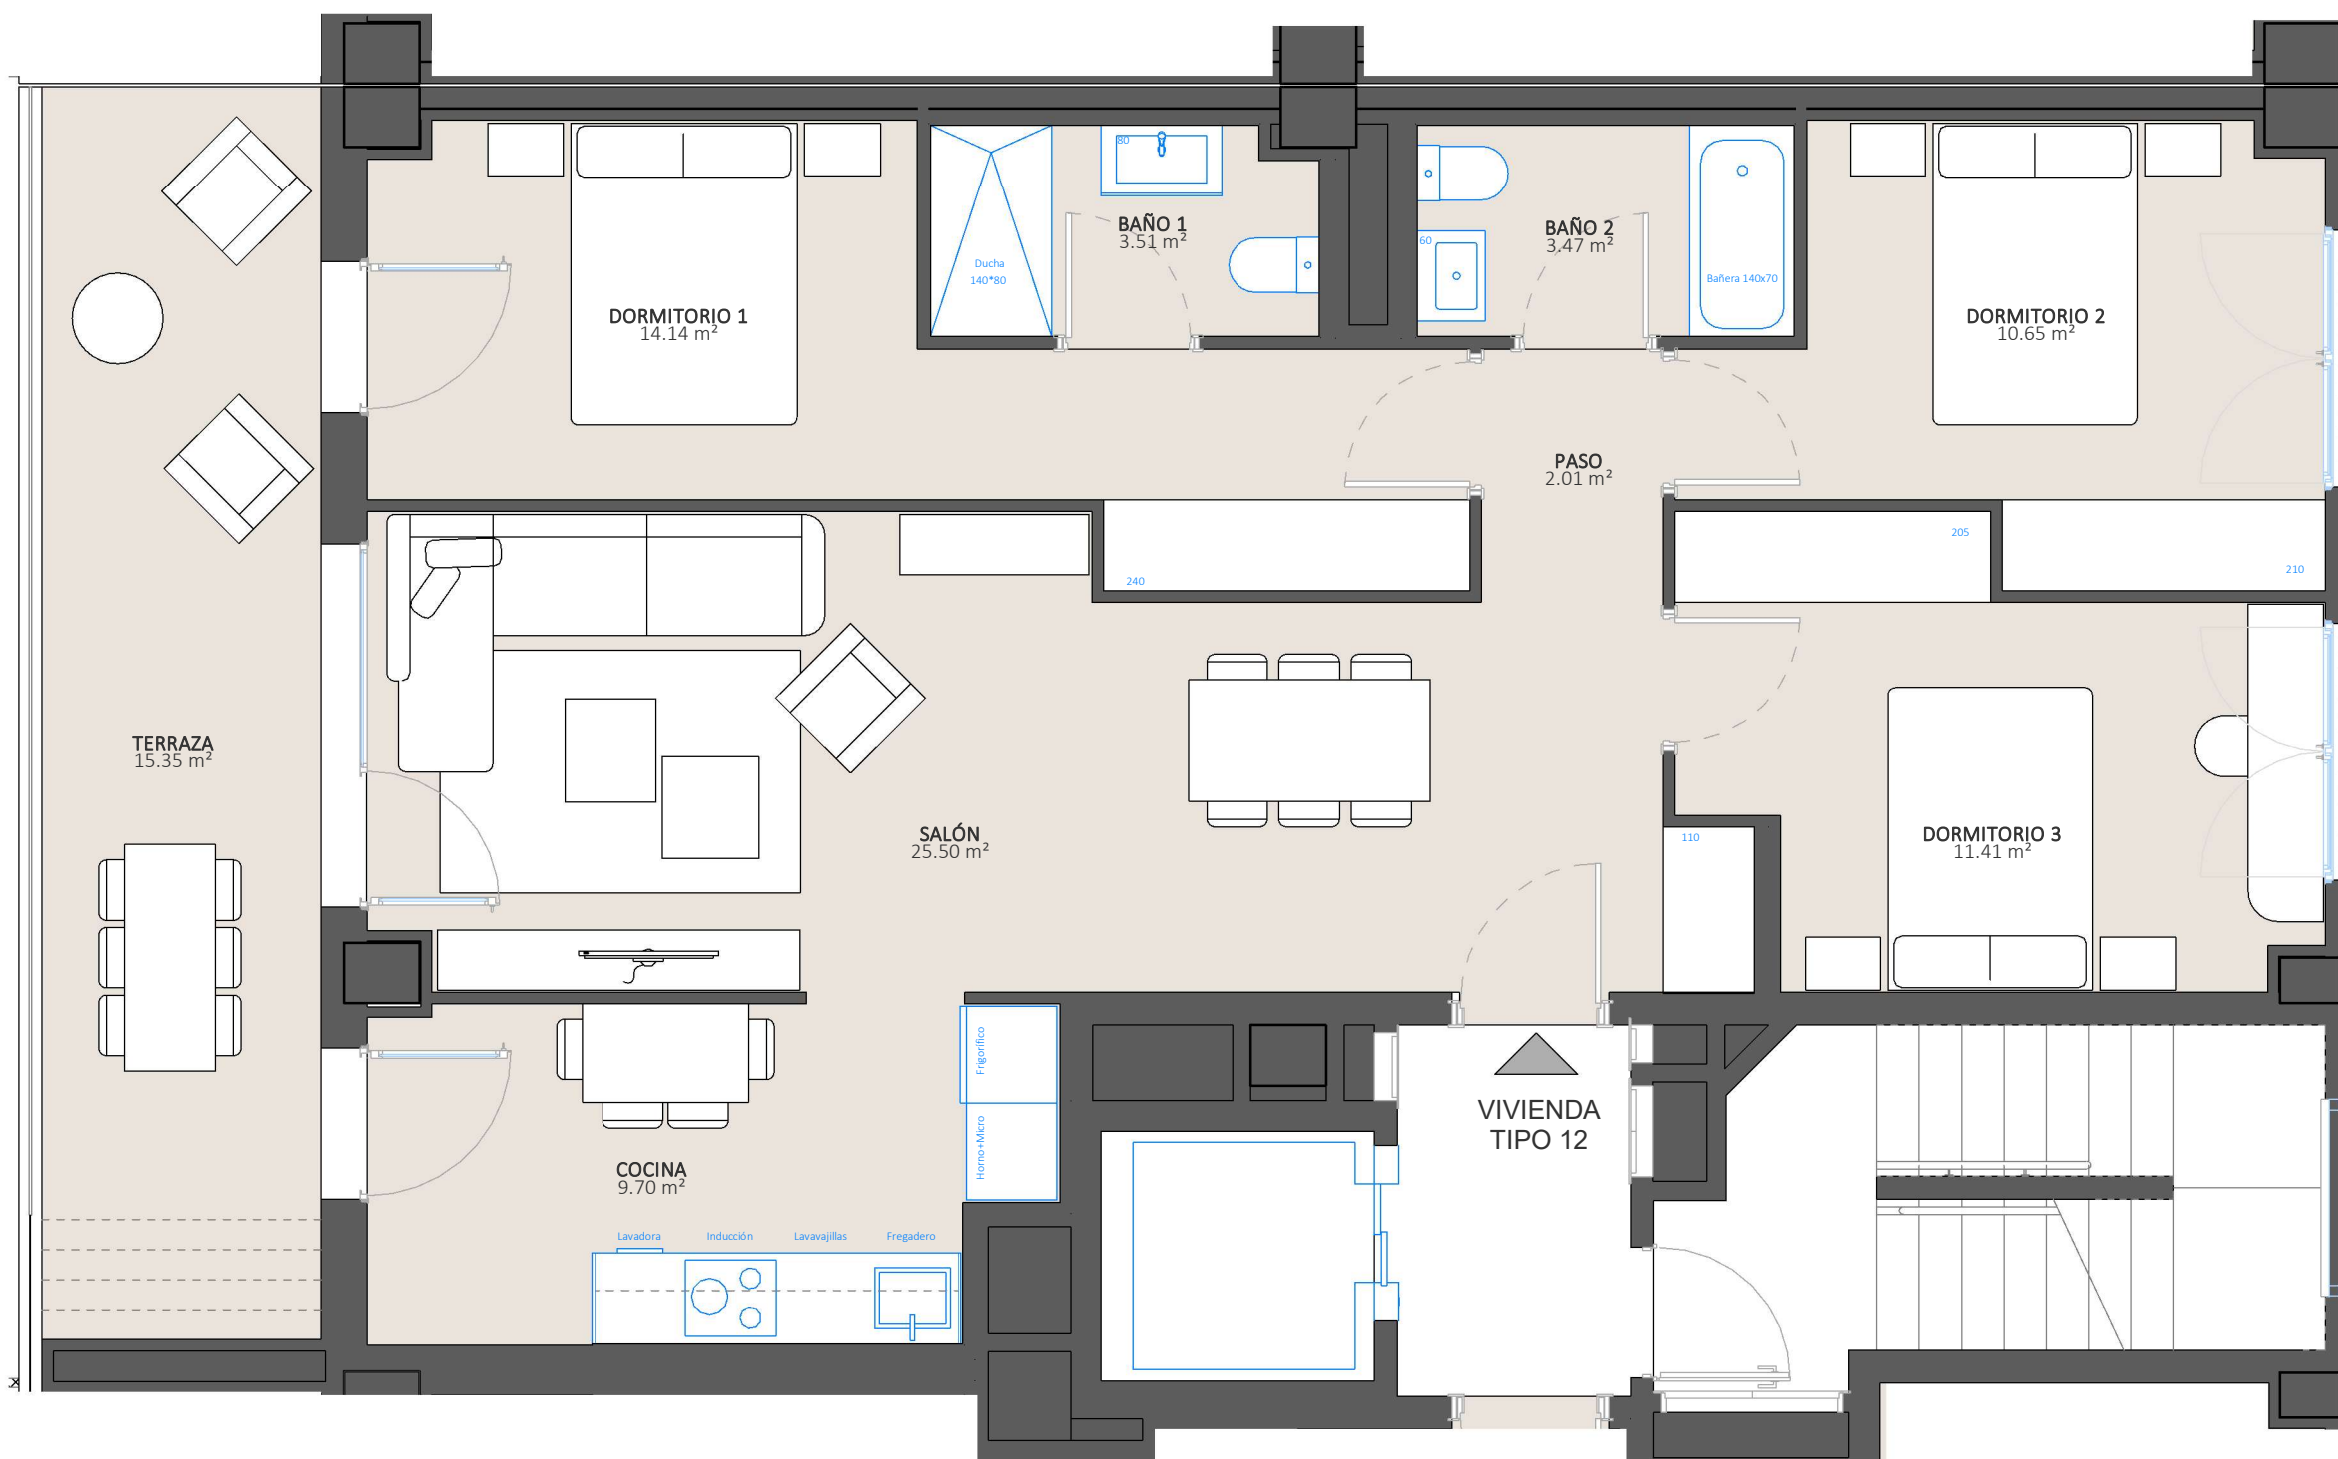 80
BAÑO 1
3.51 m²
BAÑO 2
3.47 m²
60
Ducha
140*80
Bañera 140x70
DORMITORIO 1
14.14 m²
DORMITORIO 2
10.65 m²
PASO
2.01 m²
205
240
210
TERRAZA
15.35 m²
SALÓN
25.50 m²
110
DORMITORIO 3
11.41 m²
Frigorífico
Horno+Micro
VIVIENDA
TIPO 12
COCINA
9.70 m²
Lavadora
Inducción
Lavavajillas
Fregadero